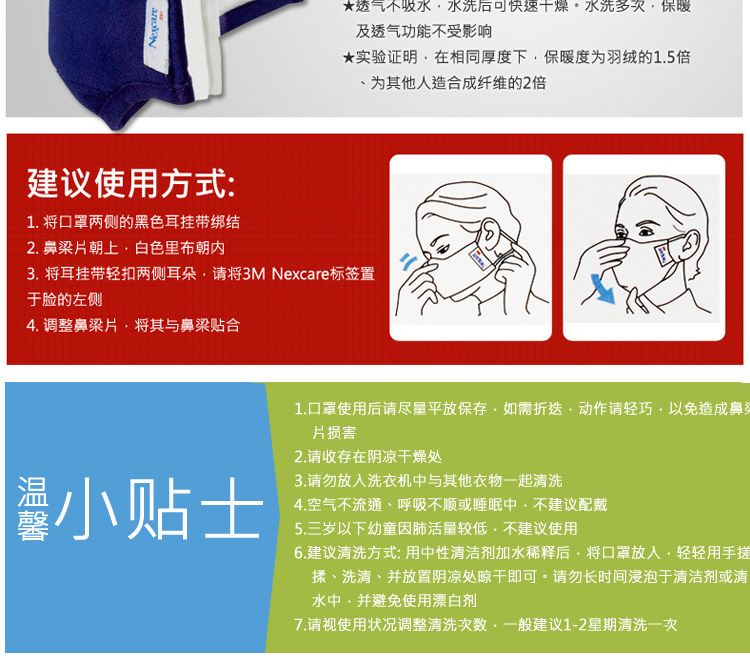 ★透气不吸水，水洗后可快速干燥。水洗多次，保暖
及透气功能不受影响
★实验证明，在相同厚度下，保暖度为羽绒的1.5倍
、为其他人造合成纤维的2倍
Nexcare
建议使用方式:
1. 将口罩两侧的黑色耳挂带绑结
2. 鼻梁片朝上，白色里布朝内
3. 将耳挂带轻扣两侧耳朵，请将3M Nexcare标签置
于脸的左侧
4. 调整鼻梁片，将其与鼻梁贴合
温馨
小贴士
1.口罩使用后请尽量平放保存，如需折迭，动作请轻巧，以免造成鼻梁
片损害
2.请收存在阴凉干燥处
3.请勿放入洗衣机中与其他衣物一起清洗
4.空气不流通、呼吸不顺或睡眠中，不建议配戴
5.三岁以下幼童因肺活量较低，不建议使用
6.建议清洗方式: 用中性清洁剂加水稀释后，将口罩放入，轻轻用手搓
揉、洗清、并放置阴凉处晾干即可。请勿长时间浸泡于清洁剂或清
水中，并避免使用漂白剂
7.请视使用状况调整清洗次数，一般建议1-2星期清洗一次